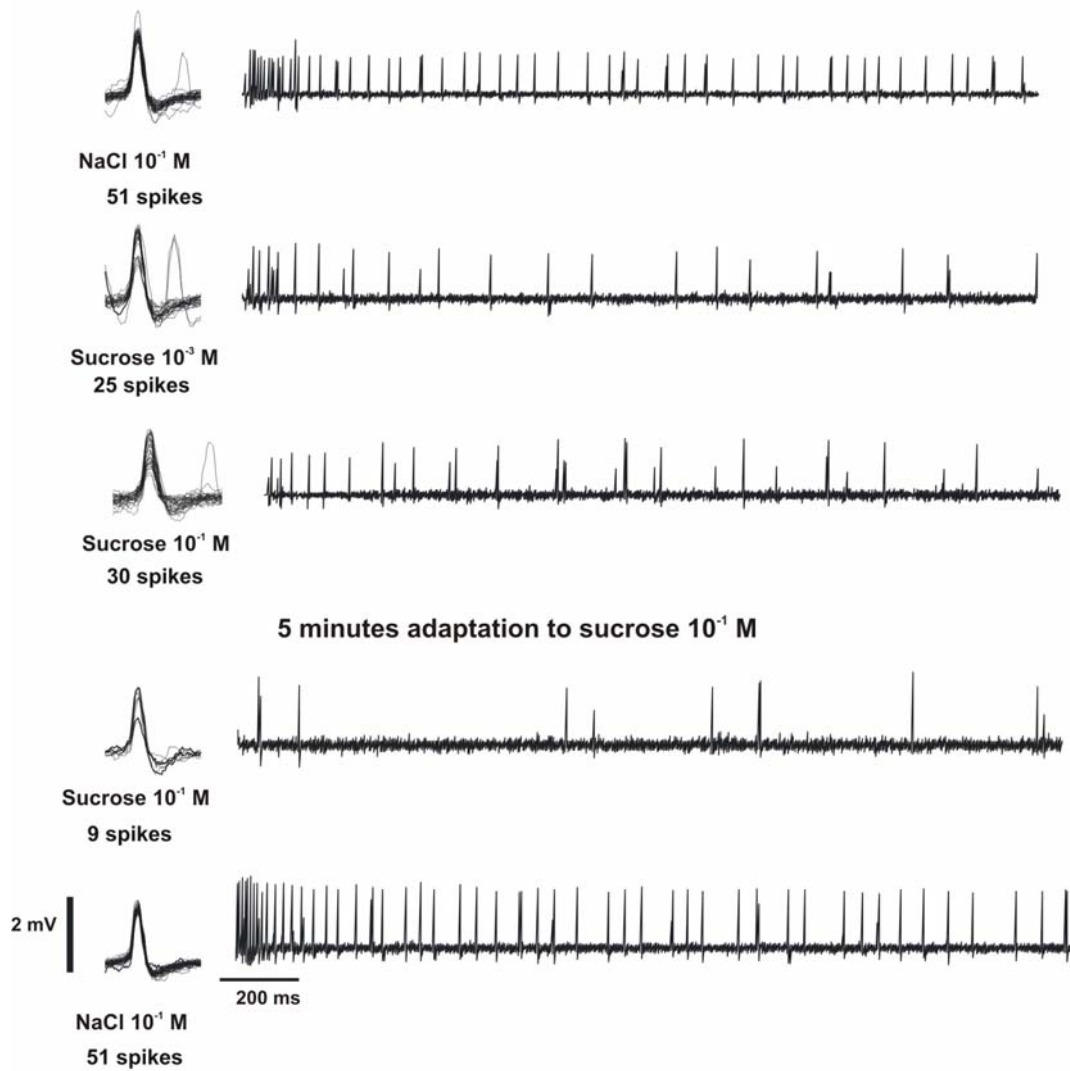 NaCl 10⁻¹ M
51 spikes
Sucrose 10⁻³ M
25 spikes
Sucrose 10⁻¹ M
30 spikes
5 minutes adaptation to sucrose 10⁻¹ M
Sucrose 10⁻¹ M
9 spikes
2 mV
200 ms
NaCl 10⁻¹ M
51 spikes